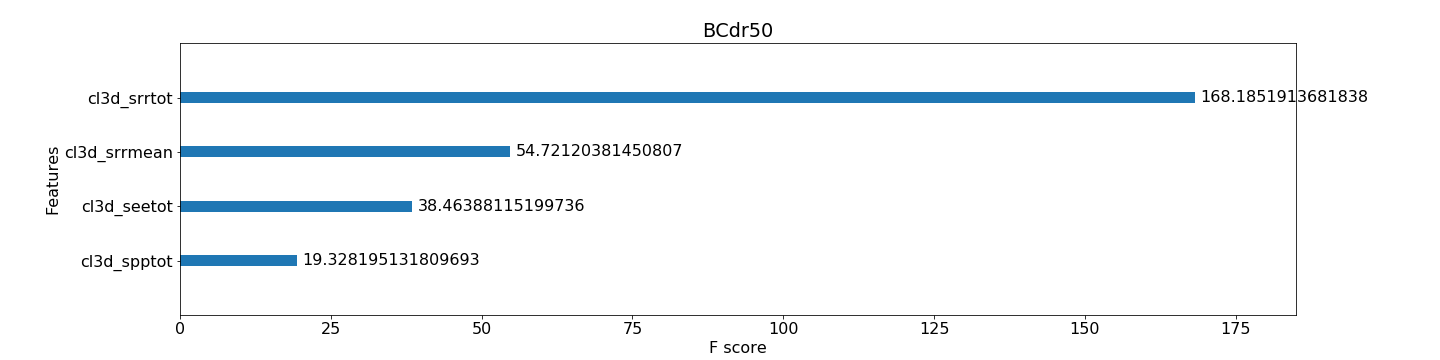 BCdr50
Features
cl3d_srrtot
168.1851913681838
cl3d_srrmean
54.72120381450807
cl3d_seetot
38.46388115199736
cl3d_spptot
19.328195131809693
0 25 50 75 100 125 150 175
F score